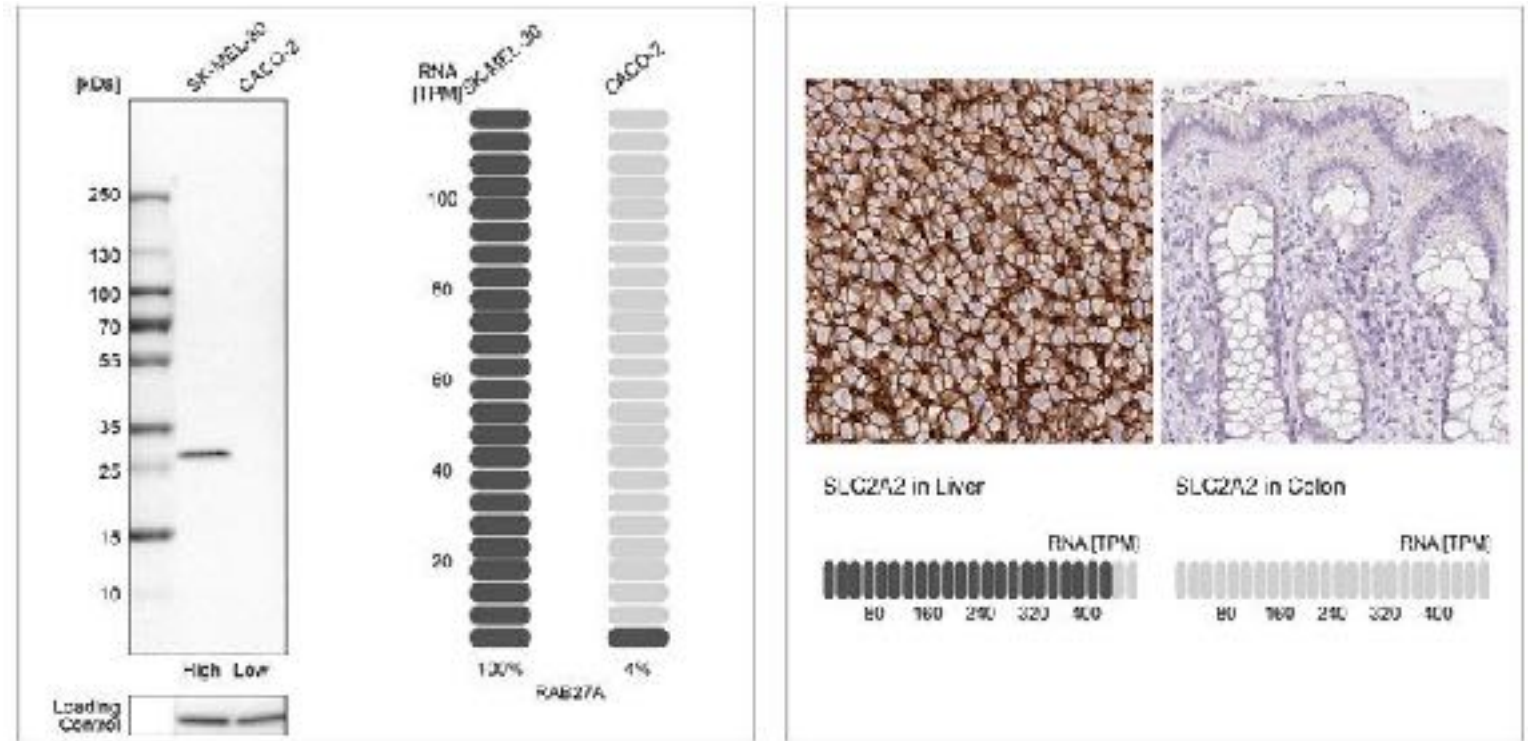 [kDa]
SK-MEL-30
CACO-2
250
130
100
70
55
35
25
15
10
High Low
Loading
Control
RNA
[TPM]
SK-MEL-30
CACO-2
100
80
60
40
20
100%
4%
RAB27A
SLC2A2 in Liver
RNA [TPM]
80 160 240 320 400
SLC2A2 in Colon
RNA [TPM]
80 160 240 320 400